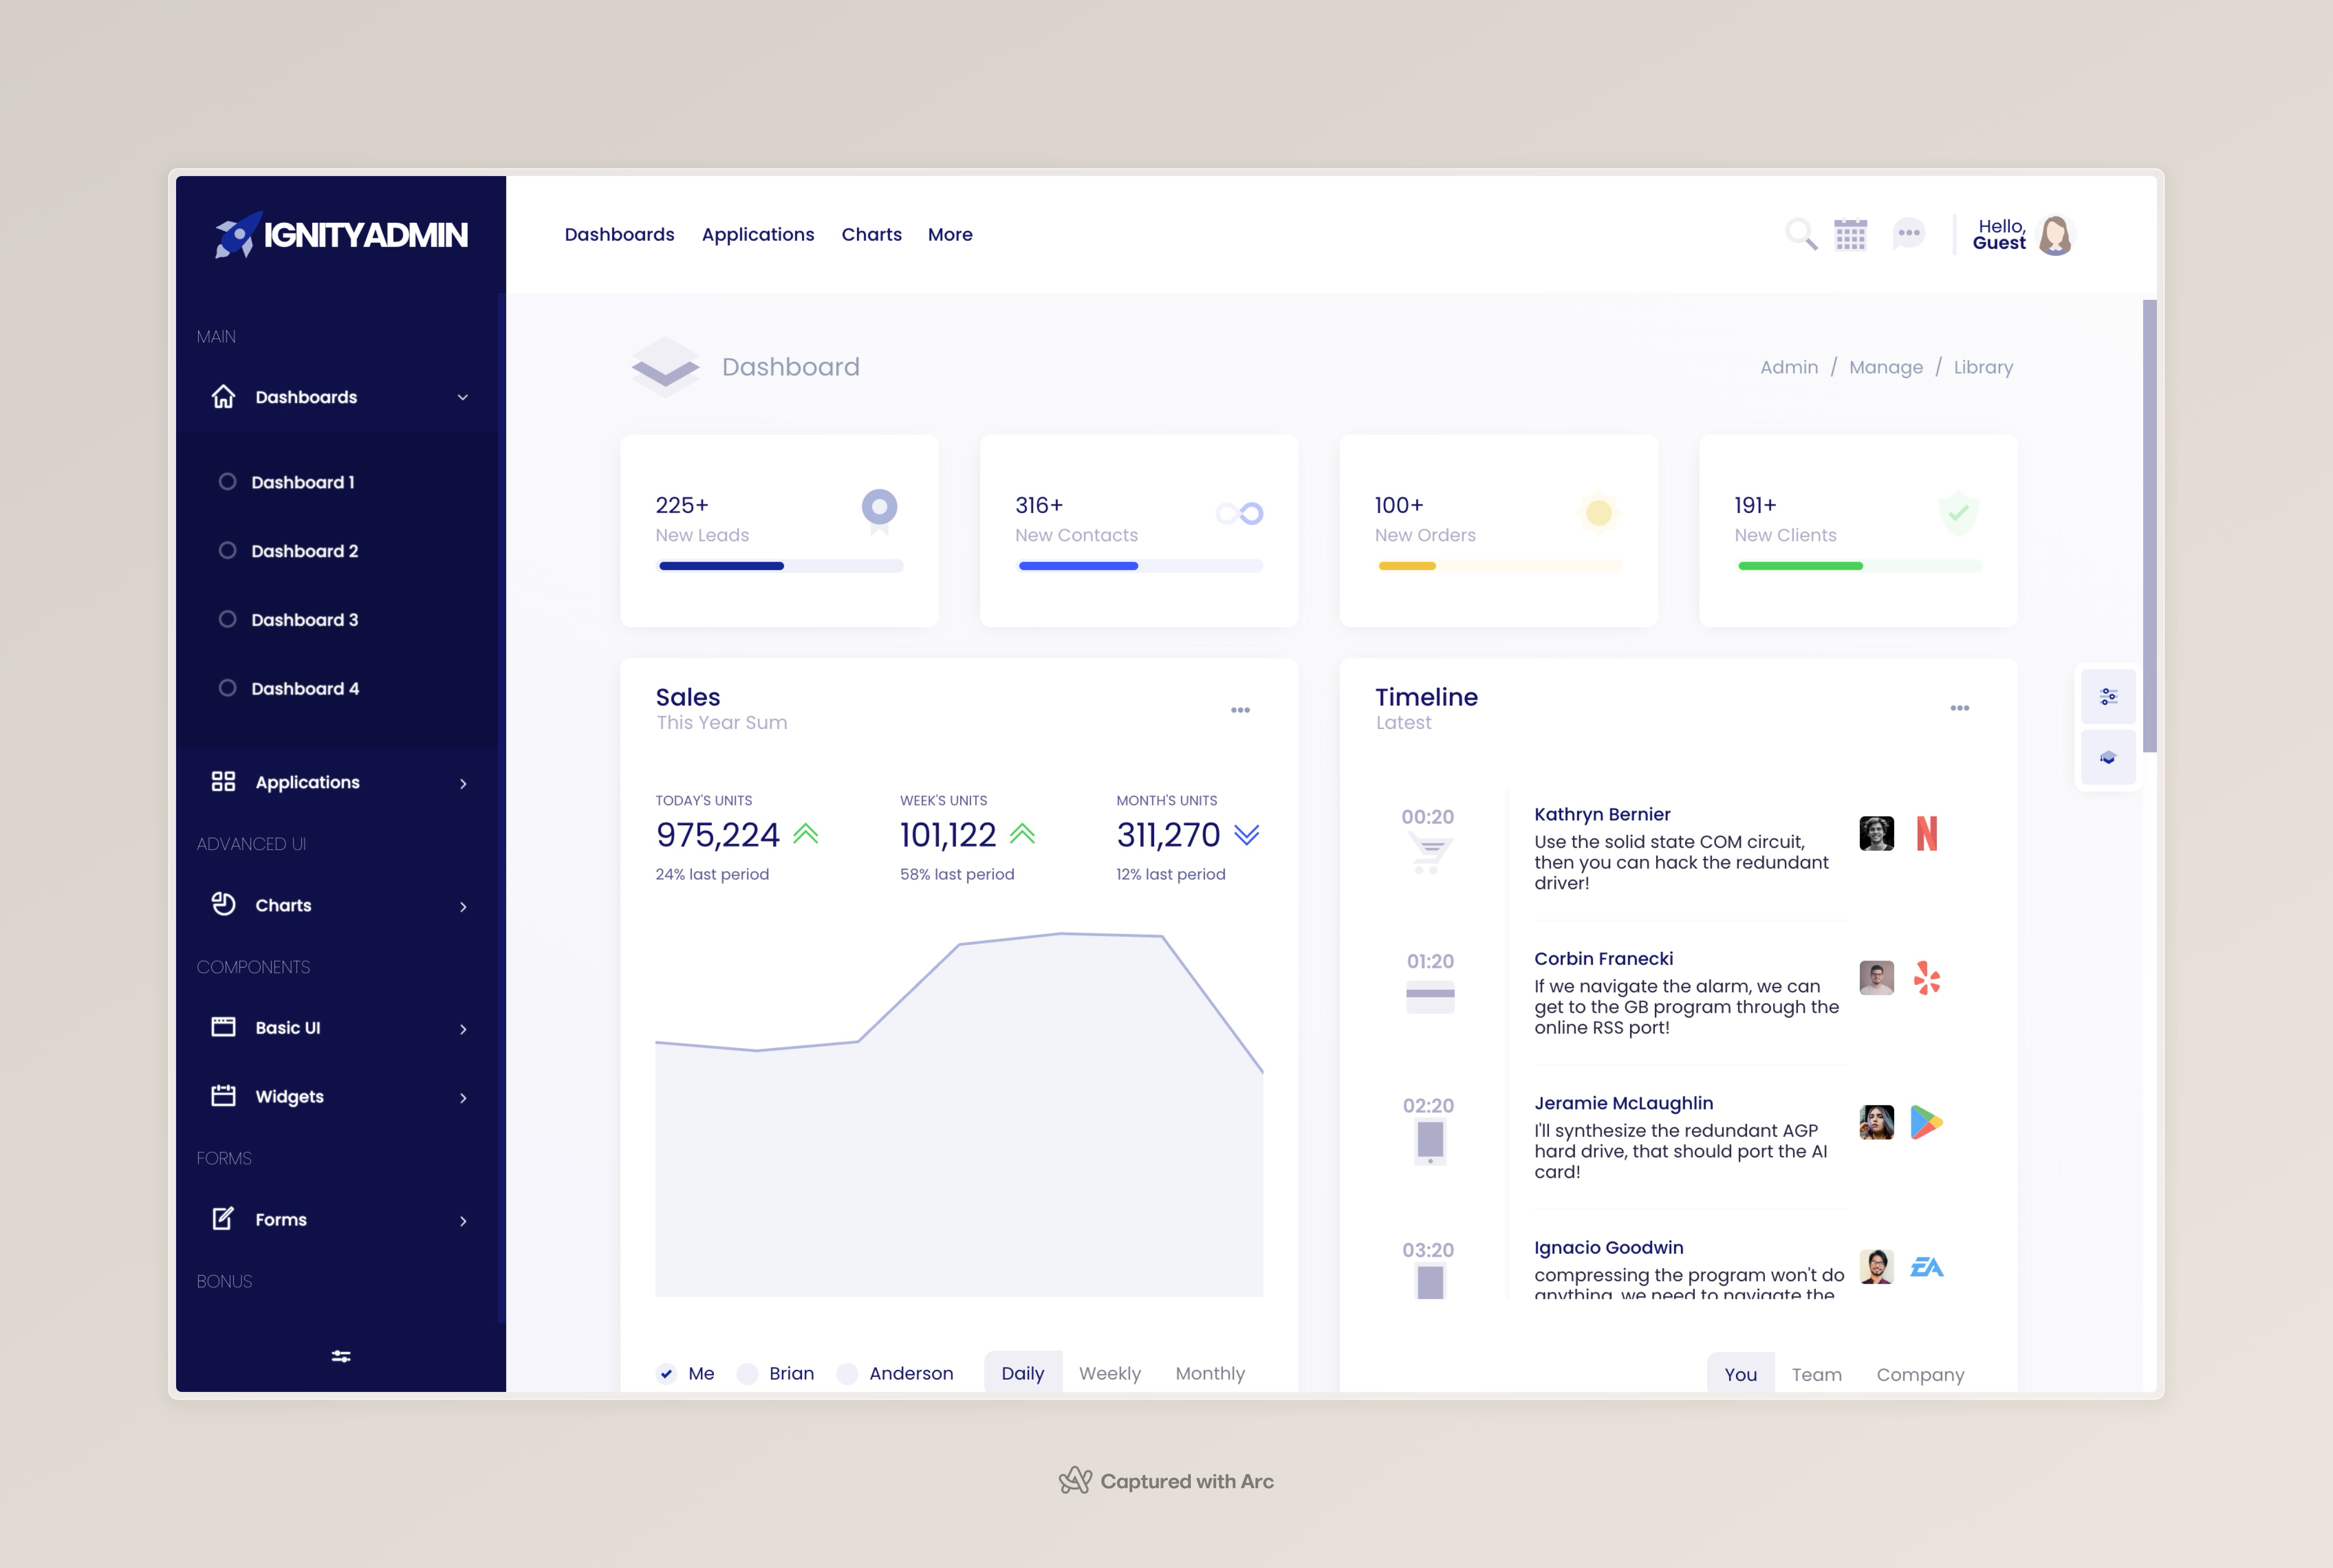 IGNITYADMIN
Dashboards Applications Charts More
Hello,
Guest
MAIN
Dashboards
Dashboard 1
Dashboard 2
Dashboard 3
Dashboard 4
Applications
ADVANCED UI
Charts
COMPONENTS
Basic UI
Widgets
FORMS
Forms
BONUS
Dashboard
Admin / Manage / Library
225+
New Leads
316+
New Contacts
100+
New Orders
191+
New Clients
Sales
This Year Sum
TODAY'S UNITS
975,224
24% last period
WEEK'S UNITS
101,122
58% last period
MONTH'S UNITS
311,270
12% last period
Me Brian Anderson Daily Weekly Monthly
Timeline
Latest
00:20
Kathryn Bernier
Use the solid state COM circuit,
then you can hack the redundant
driver!
N
01:20
Corbin Franecki
If we navigate the alarm, we can
get to the GB program through the
online RSS port!
02:20
Jeramie McLaughlin
I'll synthesize the redundant AGP
hard drive, that should port the AI
card!
03:20
Ignacio Goodwin
compressing the program won't do
anything, we need to navigate the
EA
You Team Company
Captured with Arc